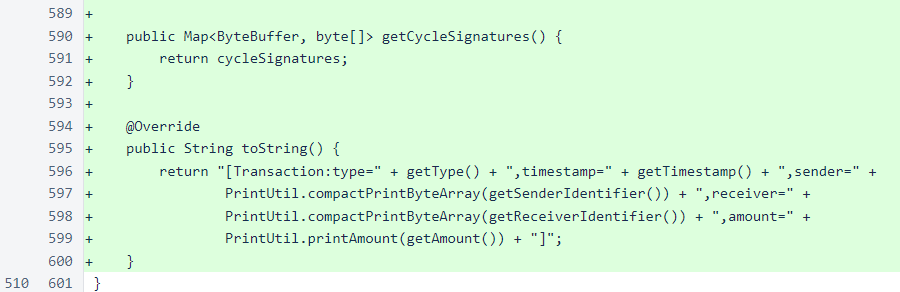 589 +
590 +    public Map<ByteBuffer, byte[]> getCycleSignatures() {
591 +        return cycleSignatures;
592 +    }
593 +
594 +    @Override
595 +    public String toString() {
596 +        return "[Transaction:type=" + getType() + ",timestamp=" + getTimestamp() + ",sender=" +
597 +                PrintUtil.compactPrintByteArray(getSenderIdentifier()) + ",receiver=" +
598 +                PrintUtil.compactPrintByteArray(getReceiverIdentifier()) + ",amount=" +
599 +                PrintUtil.printAmount(getAmount()) + "]";
600 +    }
510 601 }